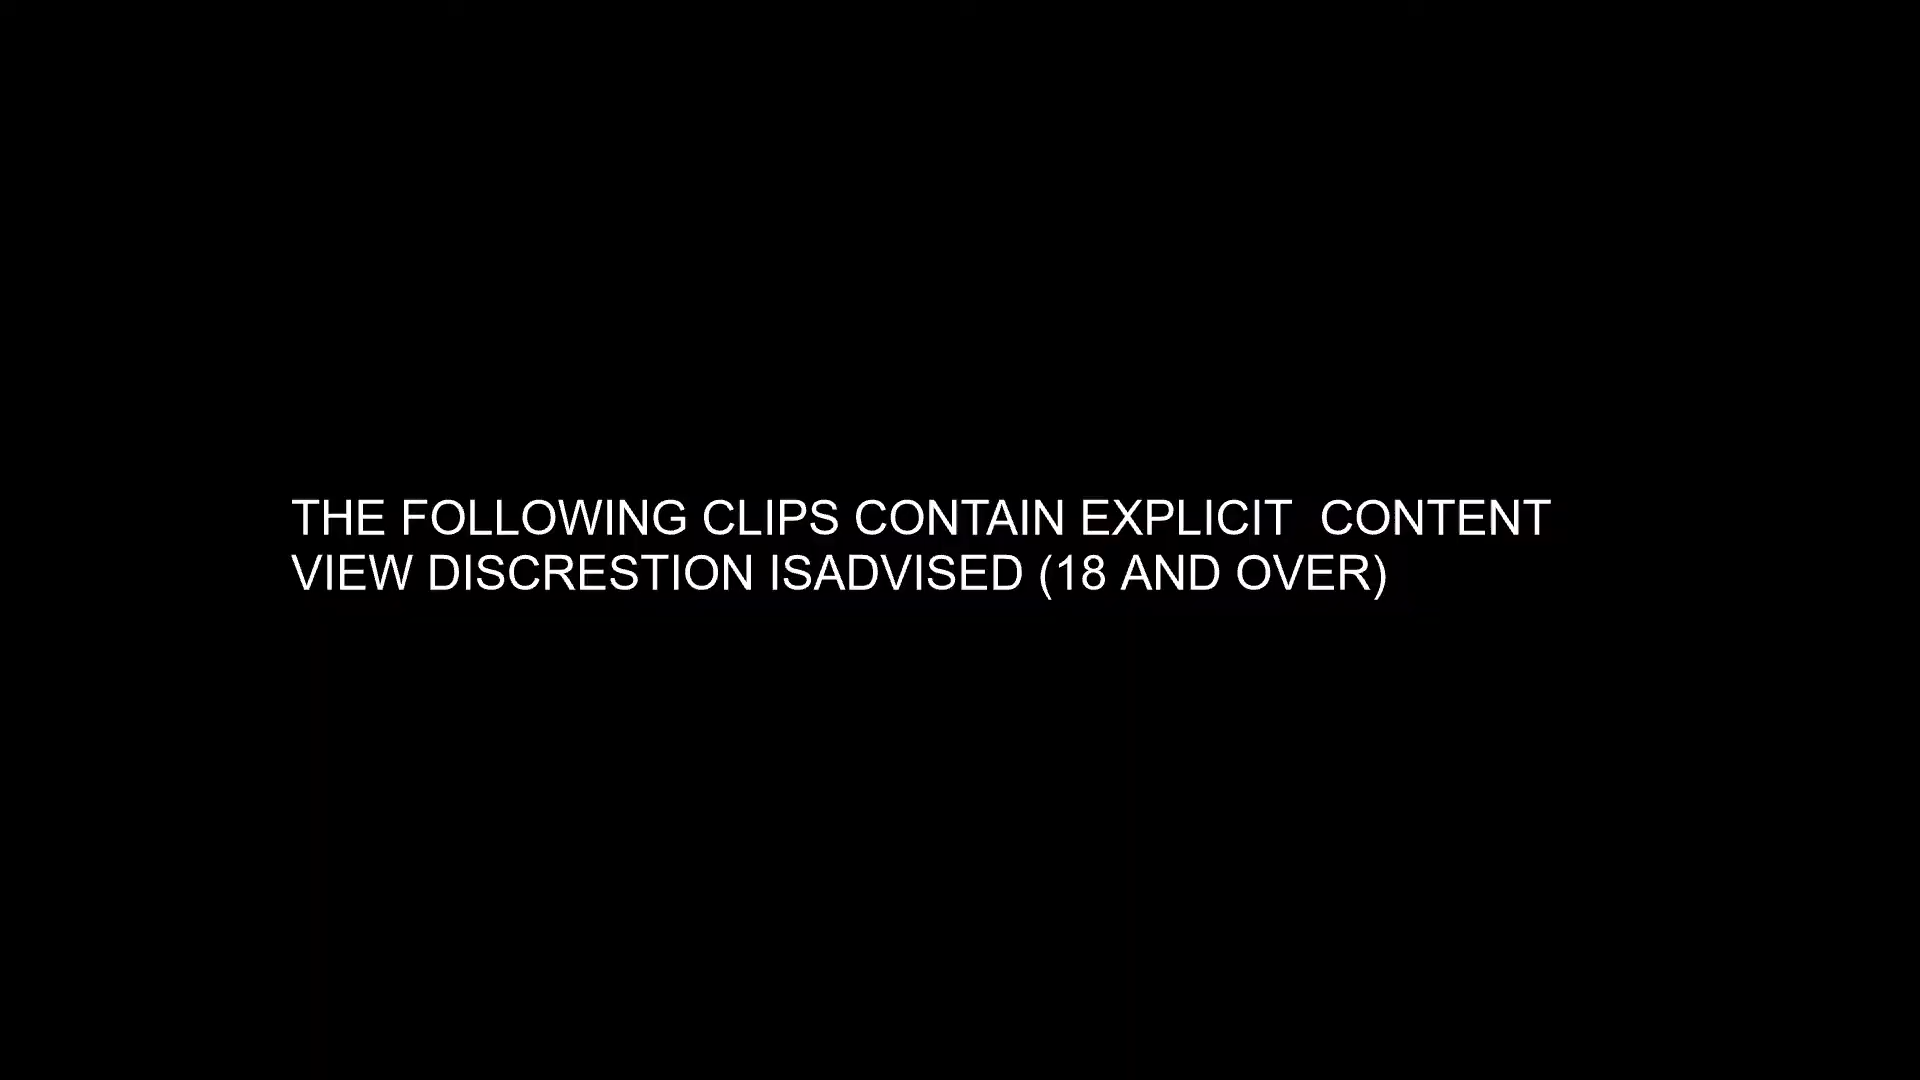 THE FOLLOWING CLIPS CONTAIN EXPLICIT  CONTENT
VIEW DISCRESTION ISADVISED (18 AND OVER)